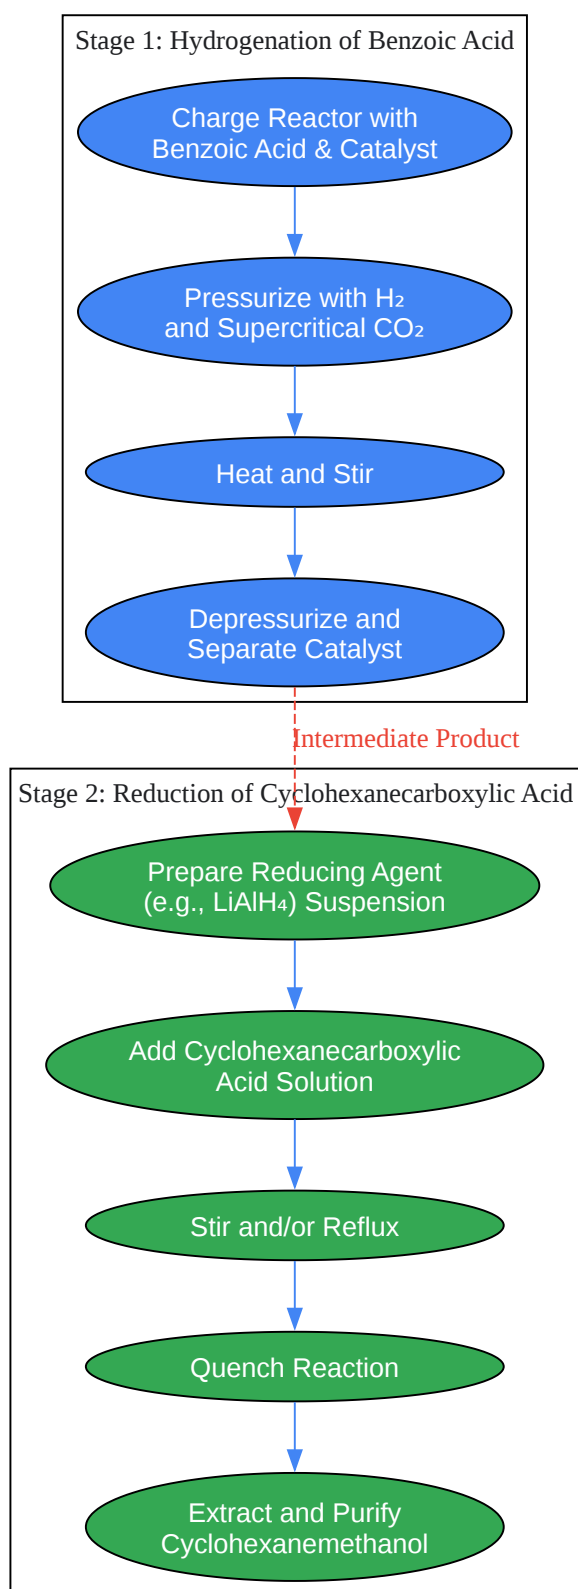 Stage 1: Hydrogenation of Benzoic Acid
Charge Reactor with
Benzoic Acid & Catalyst
Pressurize with H₂
and Supercritical CO₂
Heat and Stir
Depressurize and
Separate Catalyst
Intermediate Product
Stage 2: Reduction of Cyclohexanecarboxylic Acid
Prepare Reducing Agent
(e.g., LiAlH₄) Suspension
Add Cyclohexanecarboxylic
Acid Solution
Stir and/or Reflux
Quench Reaction
Extract and Purify
Cyclohexanemethanol